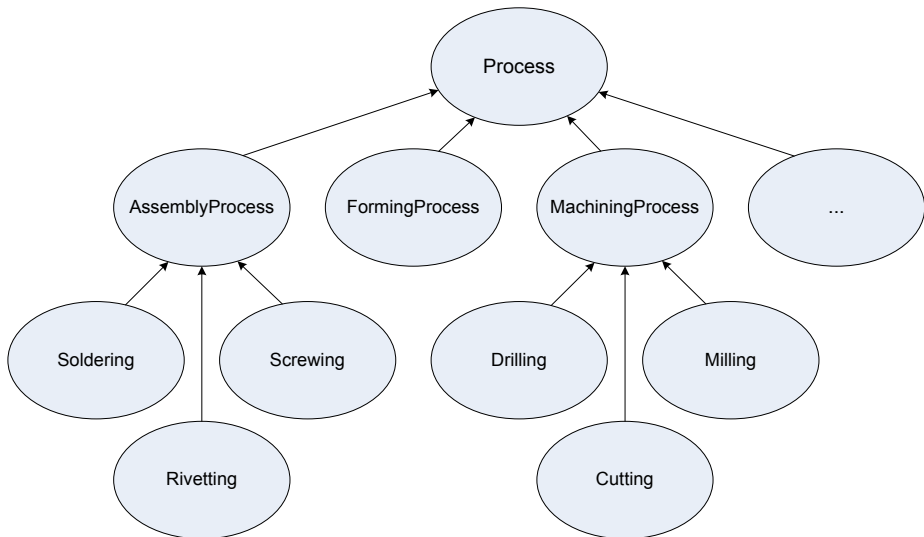 Process
AssemblyProcess
FormingProcess
MachiningProcess
...
Soldering
Screwing
Drilling
Milling
Rivetting
Cutting